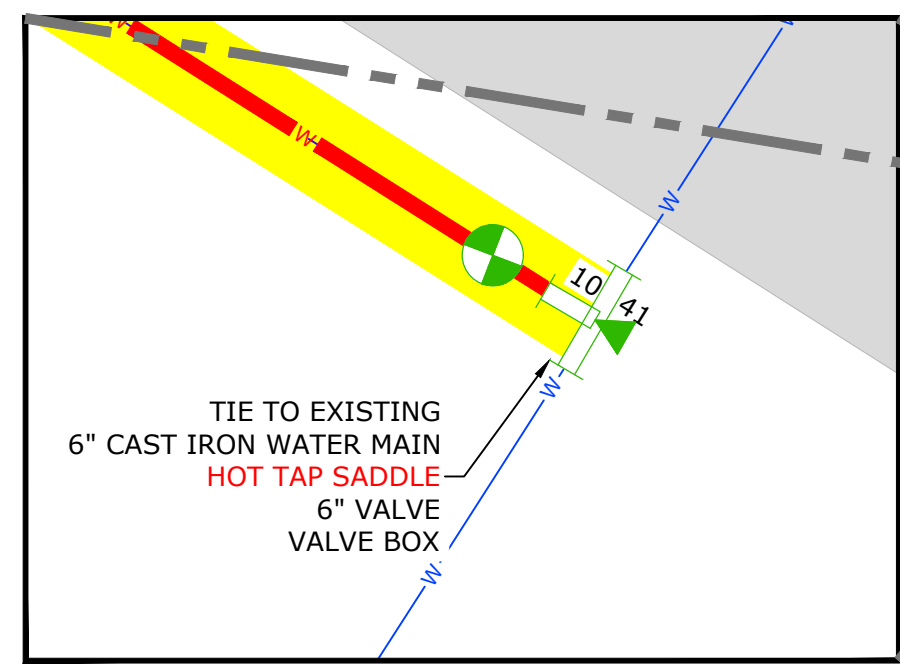 W
W
W
W
10
41
TIE TO EXISTING
6" CAST IRON WATER MAIN
HOT TAP SADDLE
6" VALVE
VALVE BOX
W
W